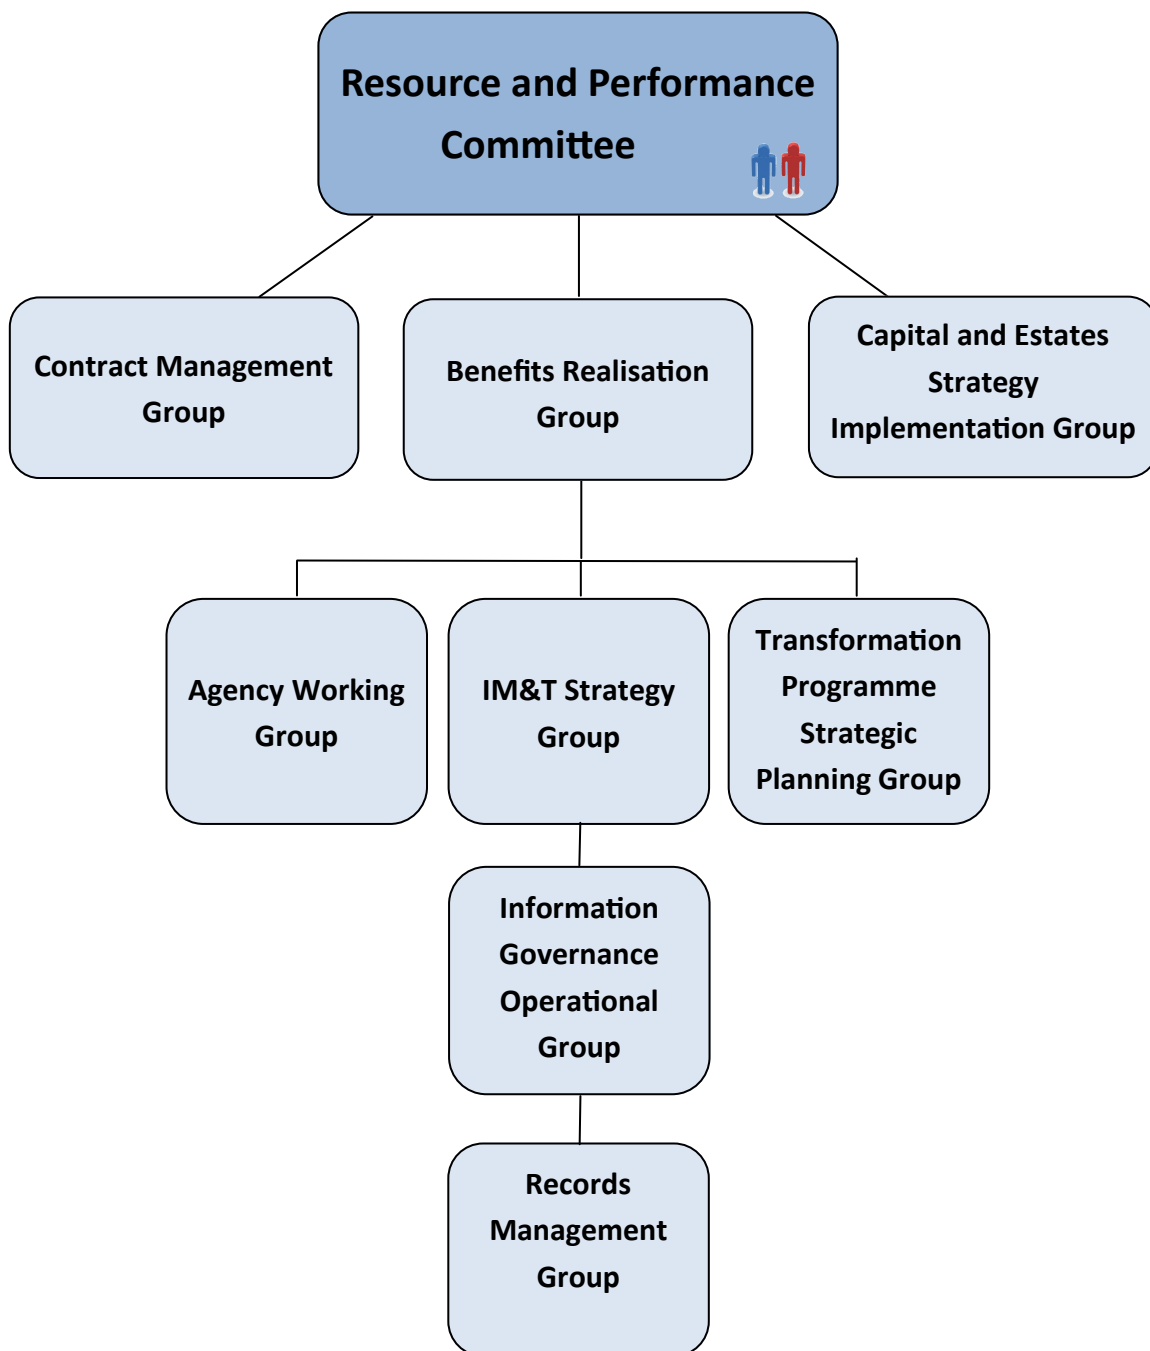 Resource and Performance
Committee
Contract Management
Group
Benefits Realisation
Group
Capital and Estates
Strategy
Implementation Group
Agency Working
Group
IM&T Strategy
Group
Transformation
Programme
Strategic
Planning Group
Information
Governance
Operational
Group
Records
Management
Group